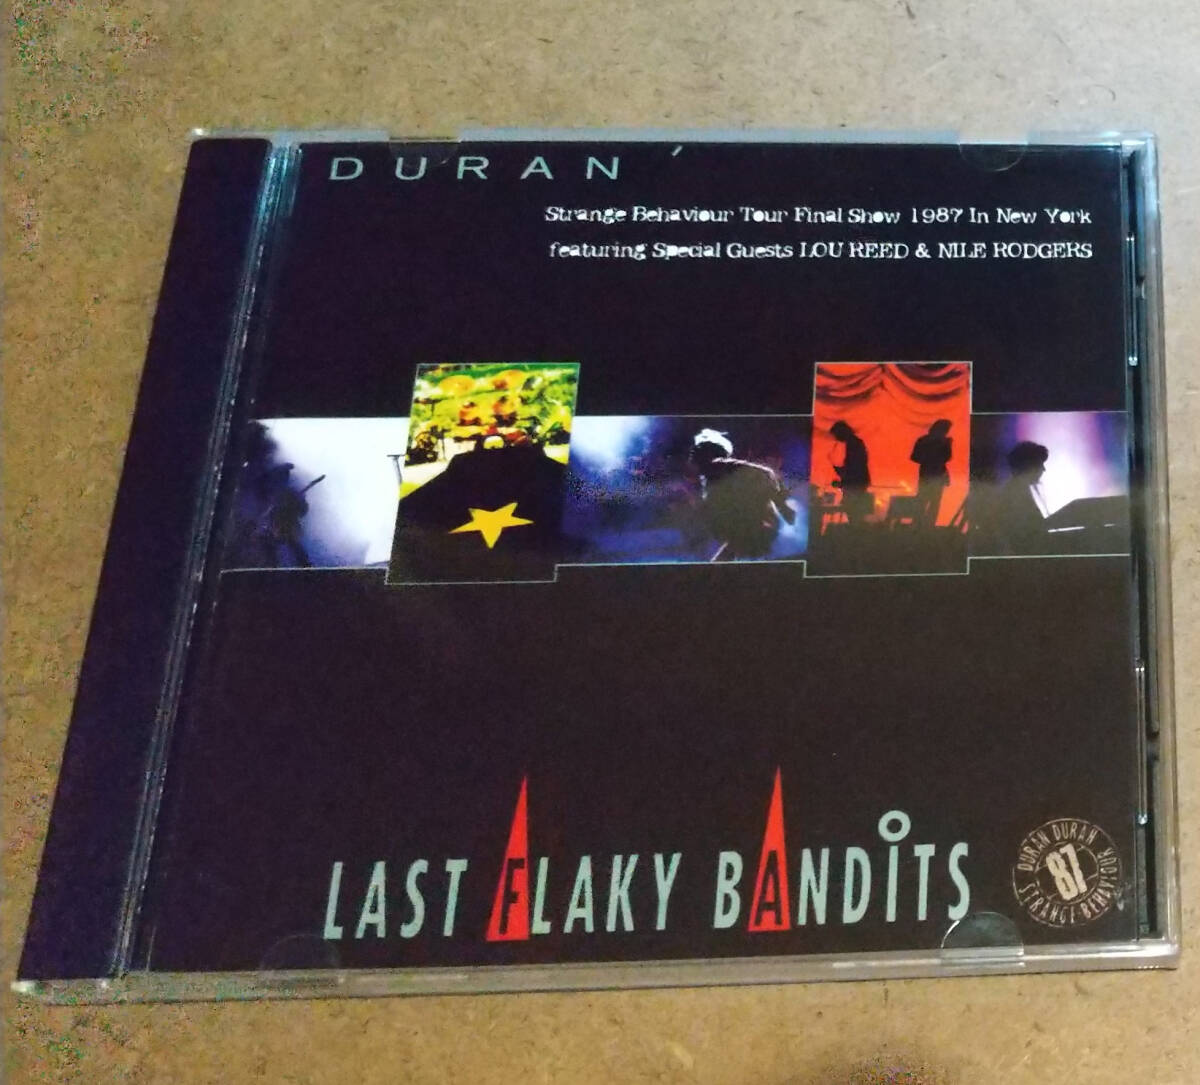 DURAN
Strange Behaviour Tour Final Show 1987 In New York
featuring Special Guests LOU REED & NILE RODGERS
LAST FLAKY BANDiTS
DURAN DURAN
87
STRANGE BEHAVIOUR